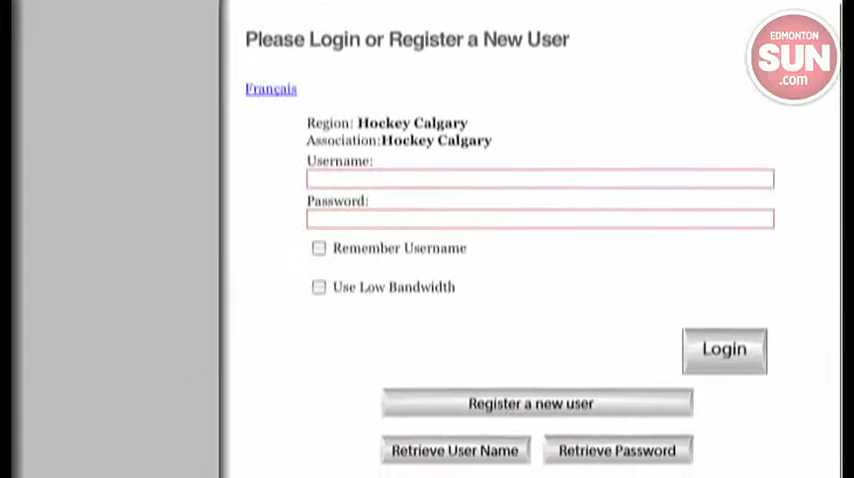 Please Login or Register a New User
EDMONTON
SUN
.com
Français
Region: Hockey Calgary
Association:Hockey Calgary
Username:
Password:
Remember Username
Use Low Bandwidth
Login
Register a new user
Retrieve User Name
Retrieve Password